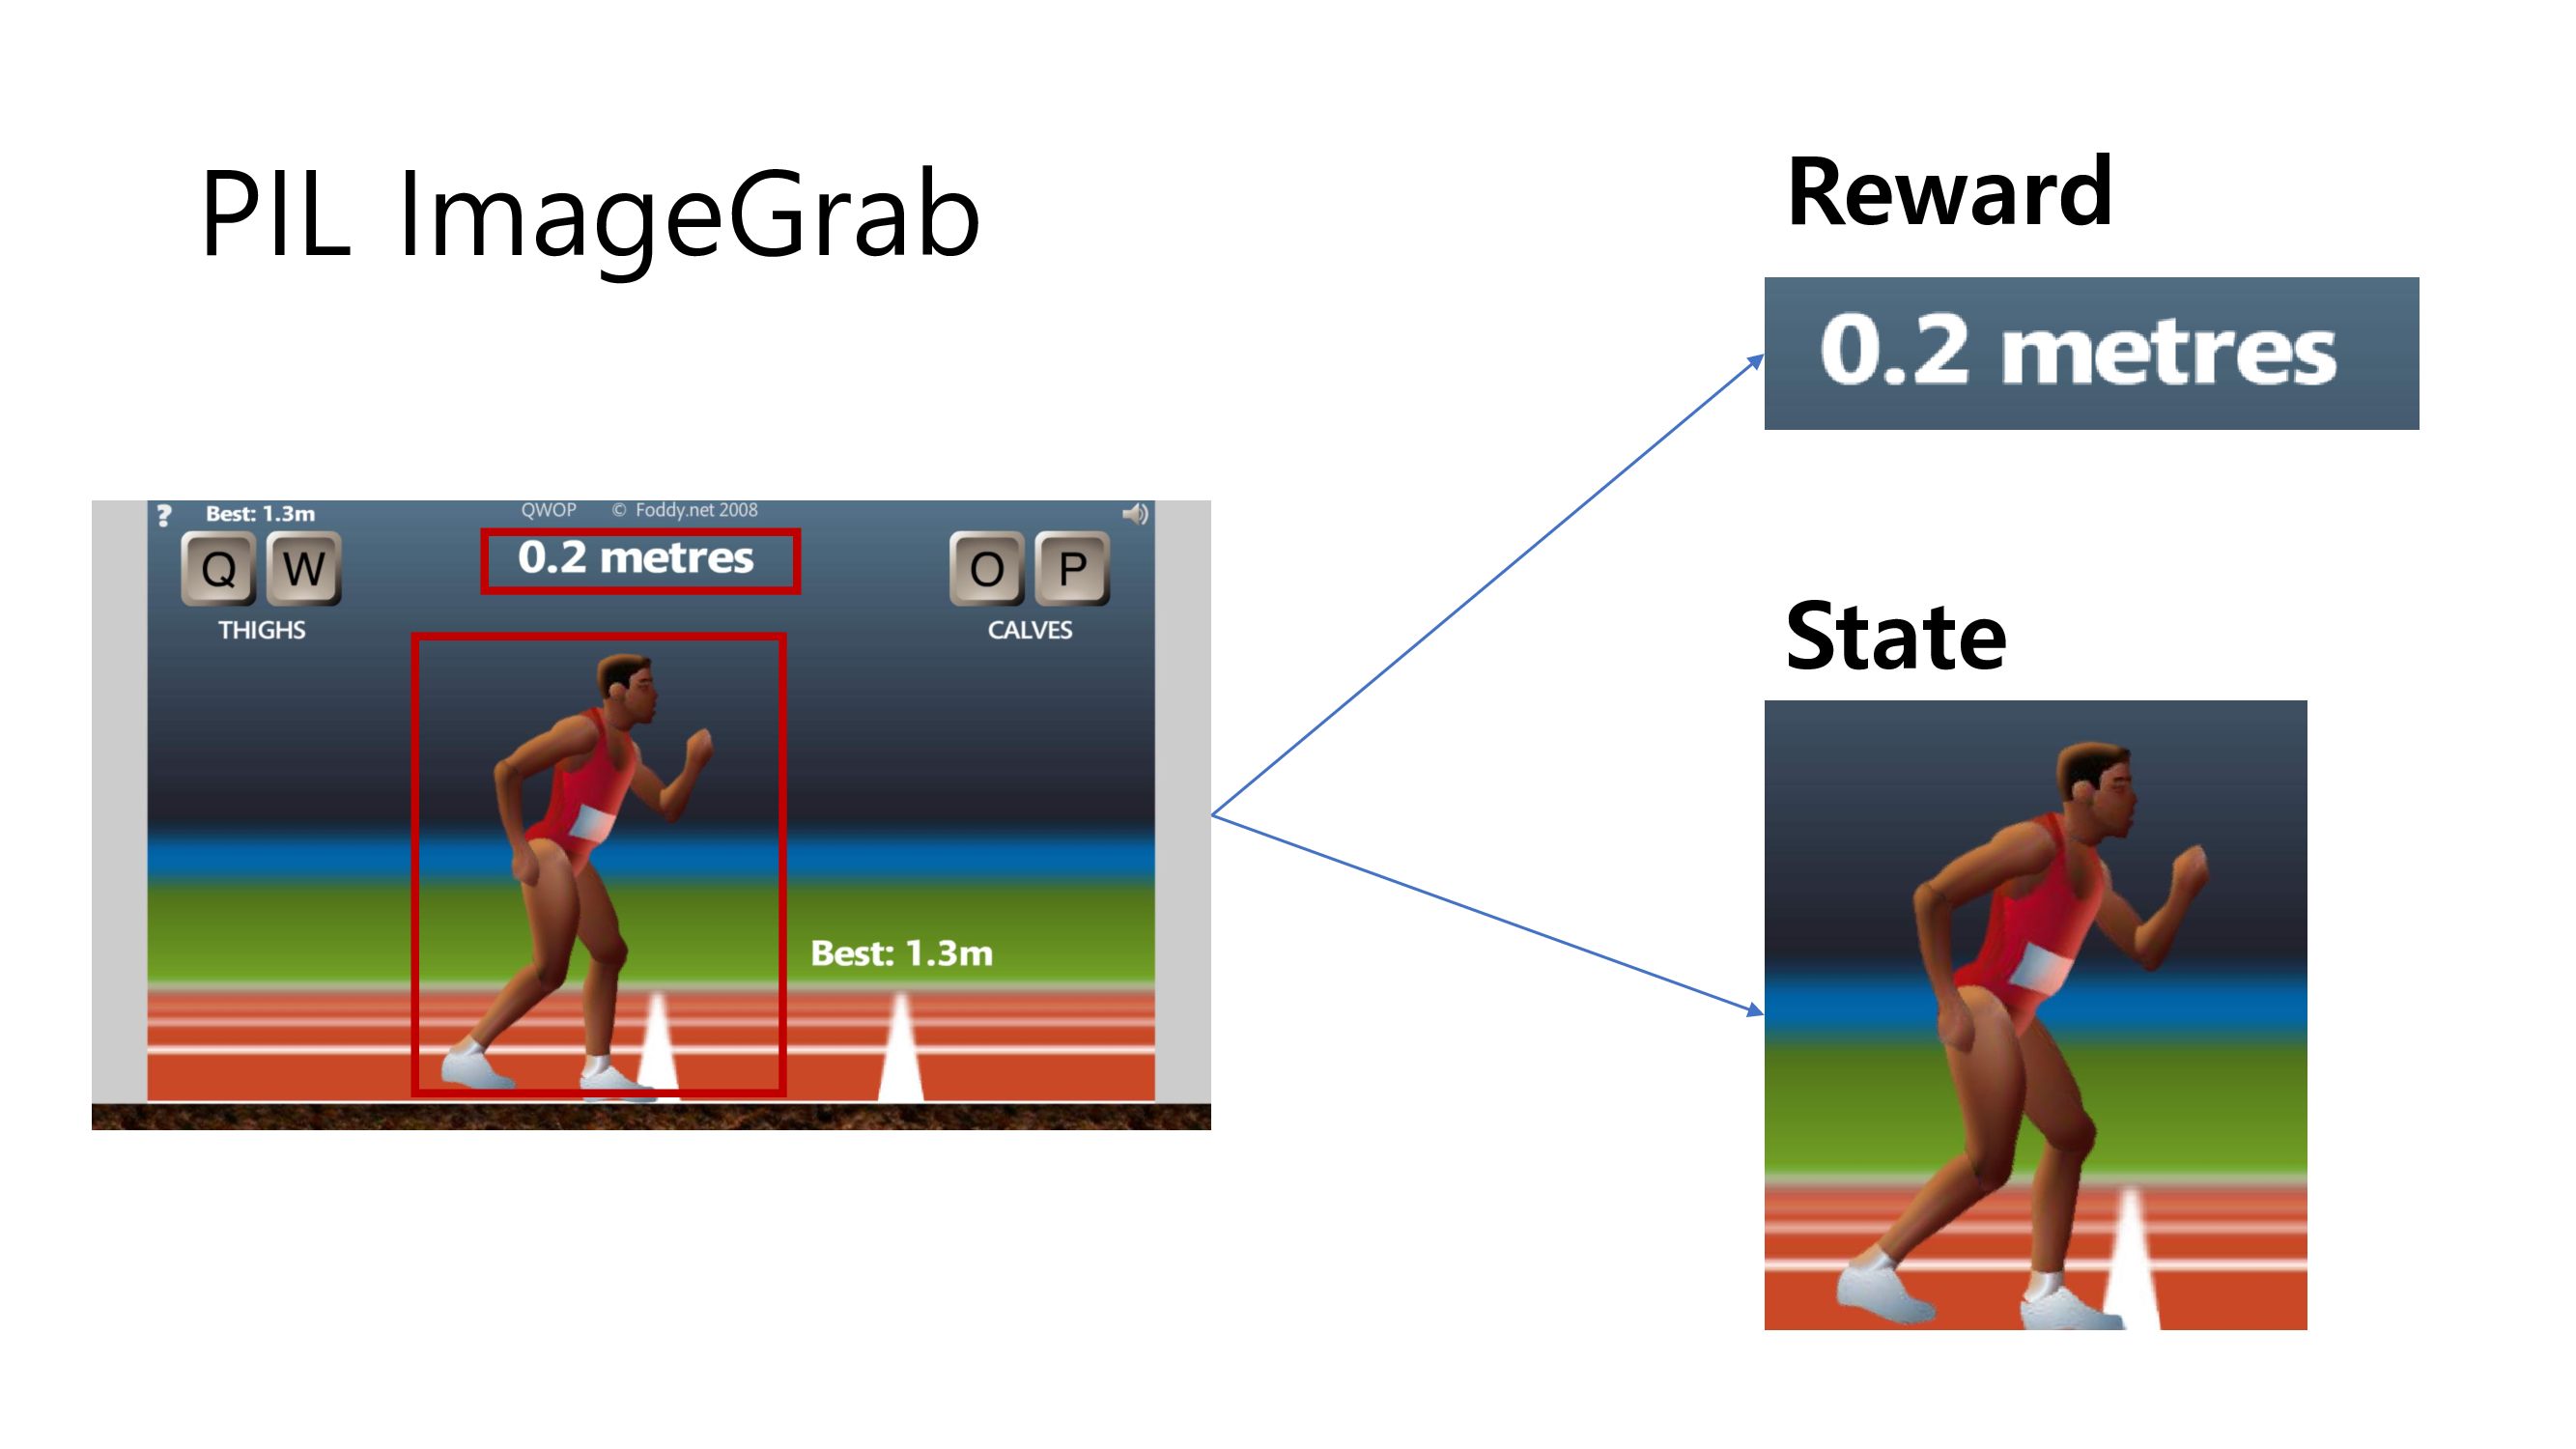 PIL ImageGrab
? Best: 1.3m QWOP © Foddy.net 2008
0.2 metres
Q W O P
THIGHS CALVES
Best: 1.3m
Reward
0.2 metres
State